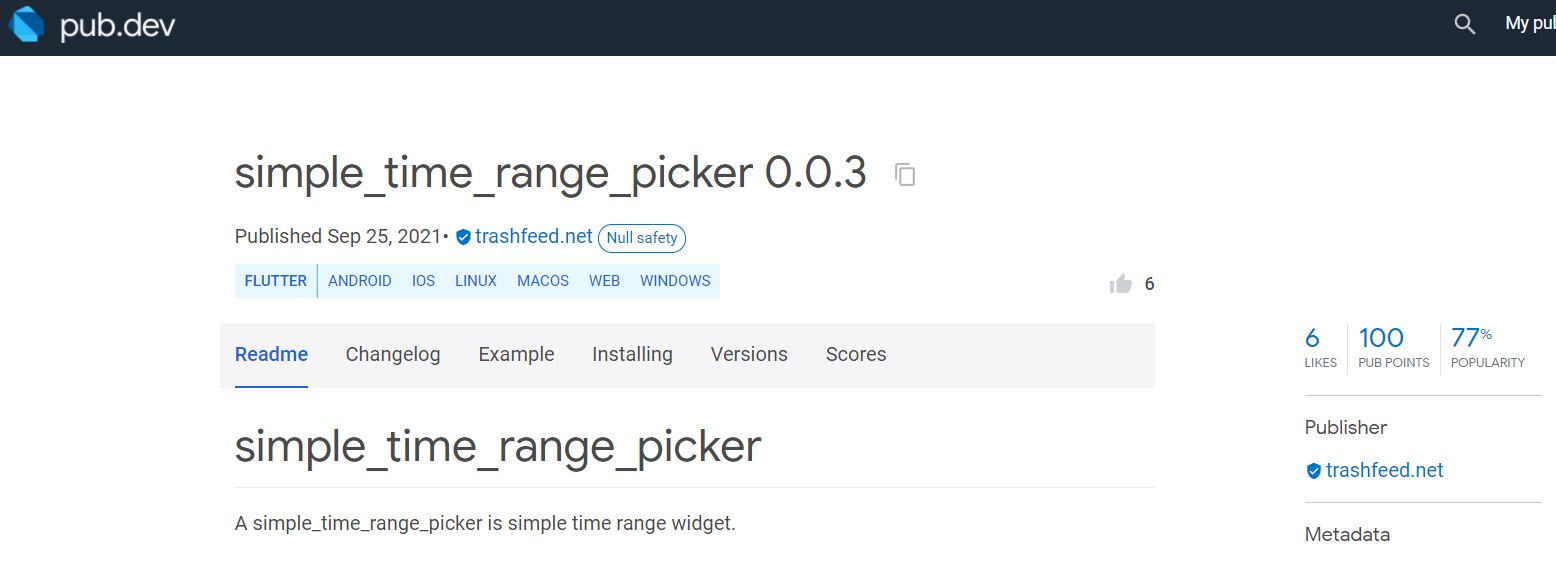 pub.dev
My pub
simple_time_range_picker 0.0.3
Published Sep 25, 2021• trashfeed.net Null safety
FLUTTER ANDROID IOS LINUX MACOS WEB WINDOWS
6
Readme Changelog Example Installing Versions Scores
simple_time_range_picker
A simple_time_range_picker is simple time range widget.
6 100 77%
LIKES PUB POINTS POPULARITY
Publisher
trashfeed.net
Metadata